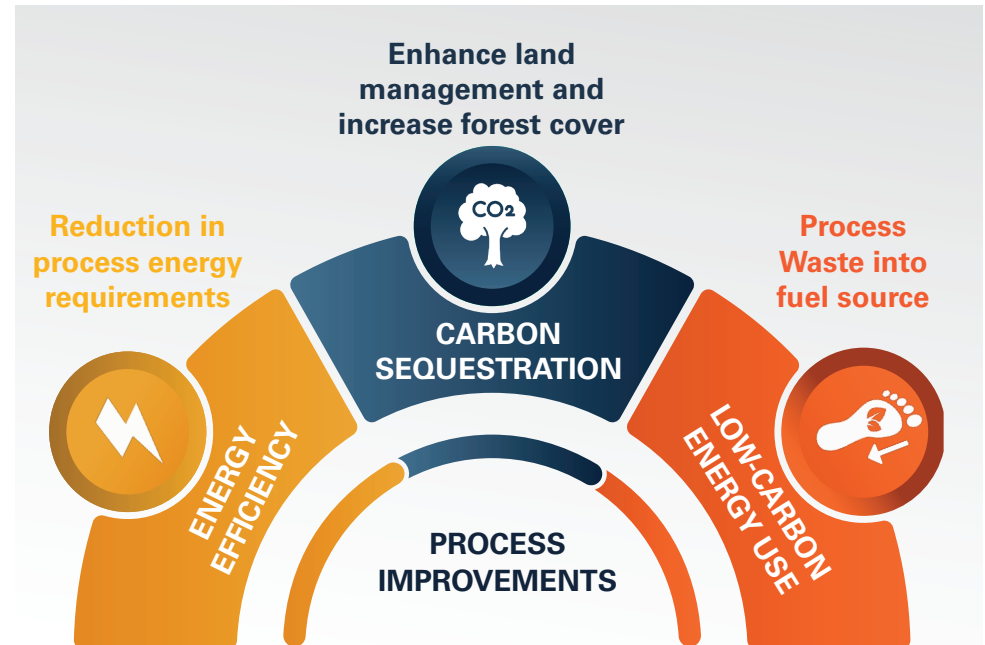 Enhance land
management and
increase forest cover
CO2
Reduction in
process energy
requirements
Process
Waste into
fuel source
CARBON
SEQUESTRATION
ENERGY
EFFICIENCY
LOW-CARBON
ENERGY USE
PROCESS
IMPROVEMENTS